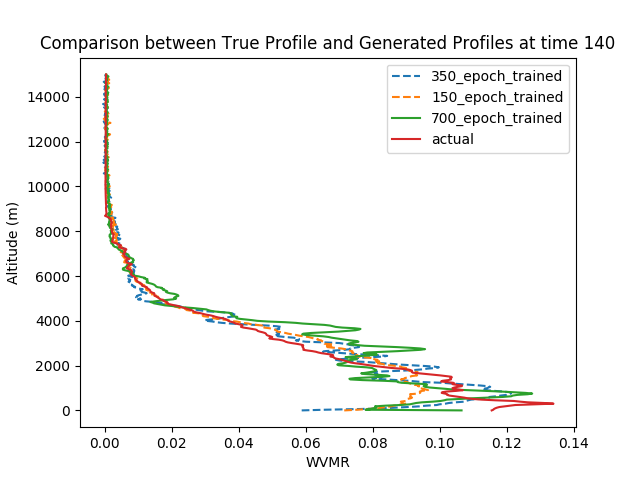 Comparison between True Profile and Generated Profiles at time 140
350_epoch_trained
150_epoch_trained
700_epoch_trained
actual
Altitude (m)
14000
12000
10000
8000
6000
4000
2000
0
0.00 0.02 0.04 0.06 0.08 0.10 0.12 0.14
WVMR